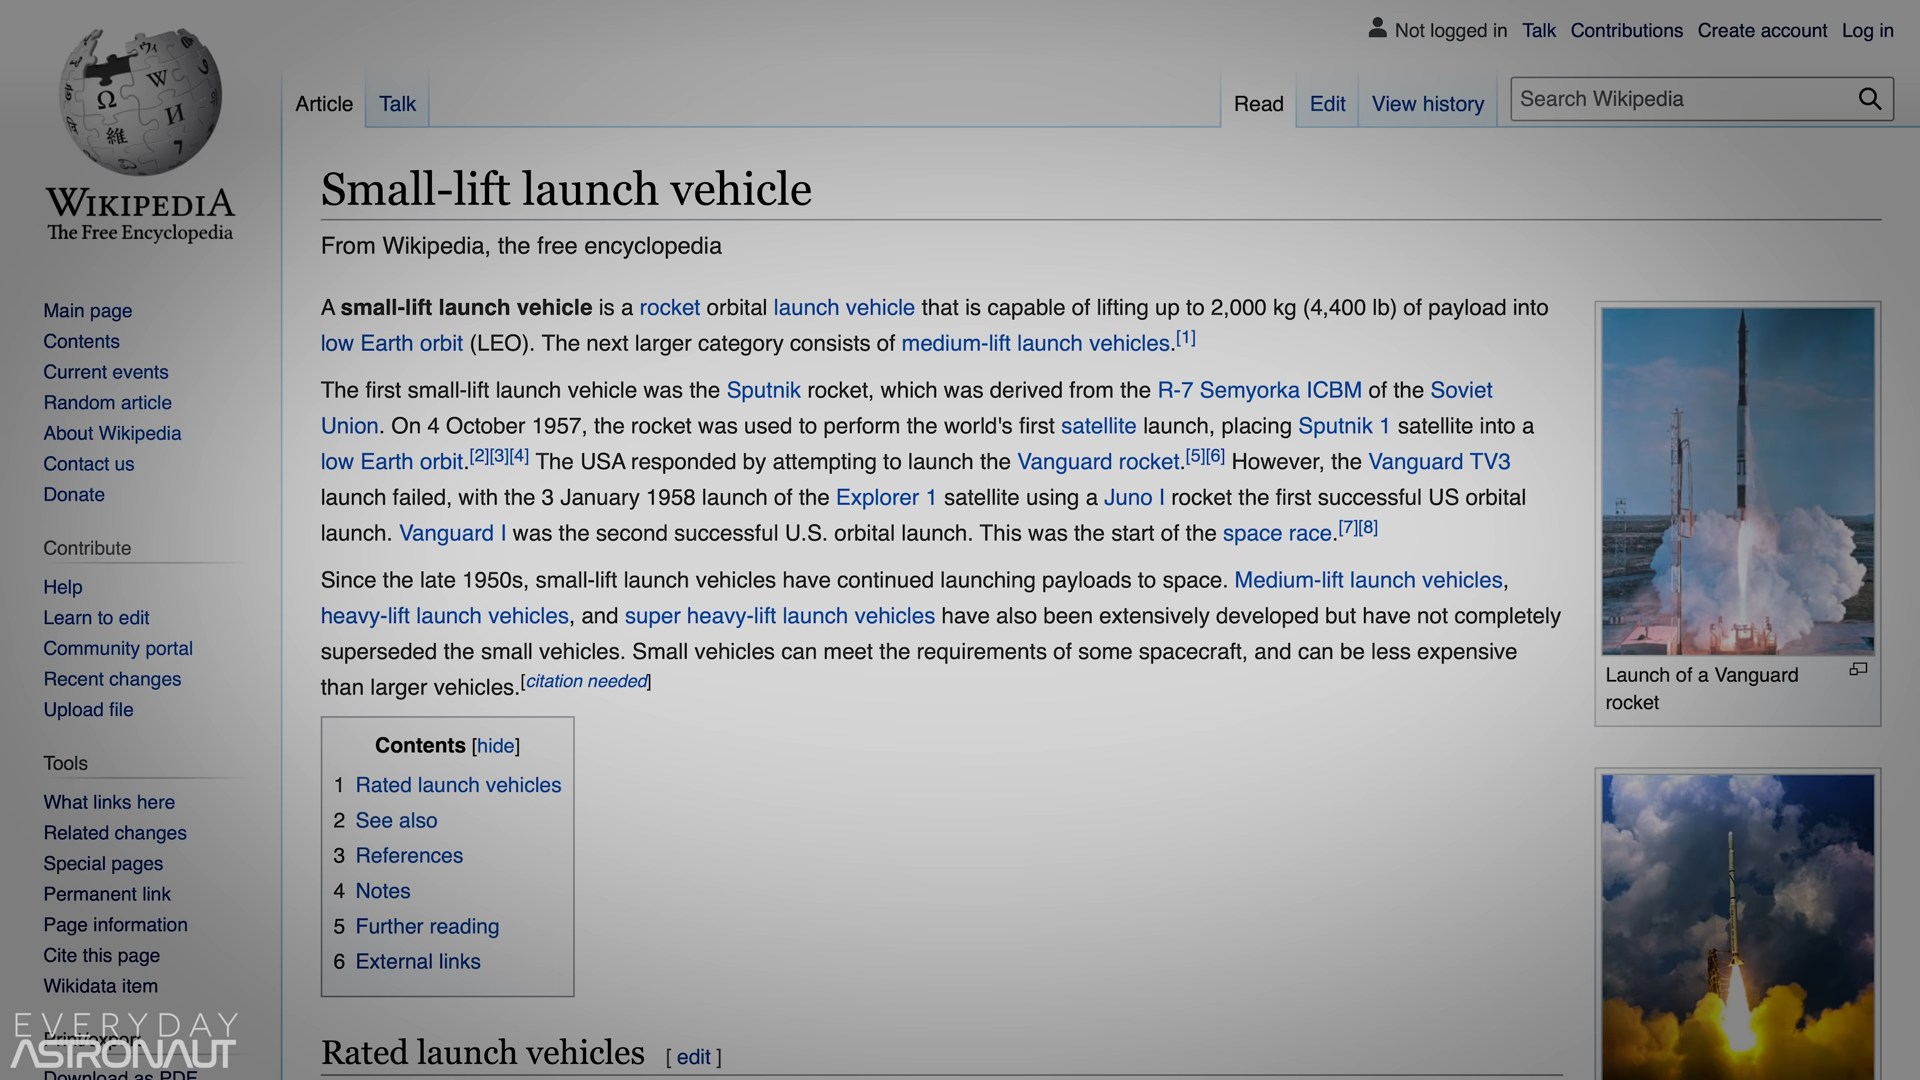 Not logged in Talk Contributions Create account Log in
Article Talk Read Edit View history Search Wikipedia
Ω W И 維 7
WIKIPEDIA
The Free Encyclopedia
Main page
Contents
Current events
Random article
About Wikipedia
Contact us
Donate
Contribute
Help
Learn to edit
Community portal
Recent changes
Upload file
Tools
What links here
Related changes
Special pages
Permanent link
Page information
Cite this page
Wikidata item
Print/export
Download as PDF
EVERYDAY
ASTRONAUT
Small-lift launch vehicle
From Wikipedia, the free encyclopedia
A small-lift launch vehicle is a rocket orbital launch vehicle that is capable of lifting up to 2,000 kg (4,400 lb) of payload into
low Earth orbit (LEO). The next larger category consists of medium-lift launch vehicles.[1]
The first small-lift launch vehicle was the Sputnik rocket, which was derived from the R-7 Semyorka ICBM of the Soviet
Union. On 4 October 1957, the rocket was used to perform the world's first satellite launch, placing Sputnik 1 satellite into a
low Earth orbit.[2][3][4] The USA responded by attempting to launch the Vanguard rocket.[5][6] However, the Vanguard TV3
launch failed, with the 3 January 1958 launch of the Explorer 1 satellite using a Juno I rocket the first successful US orbital
launch. Vanguard I was the second successful U.S. orbital launch. This was the start of the space race.[7][8]
Since the late 1950s, small-lift launch vehicles have continued launching payloads to space. Medium-lift launch vehicles,
heavy-lift launch vehicles, and super heavy-lift launch vehicles have also been extensively developed but have not completely
superseded the small vehicles. Small vehicles can meet the requirements of some spacecraft, and can be less expensive
than larger vehicles.[citation needed]
Contents [hide]
1 Rated launch vehicles
2 See also
3 References
4 Notes
5 Further reading
6 External links
Rated launch vehicles [ edit ]
Launch of a Vanguard
rocket